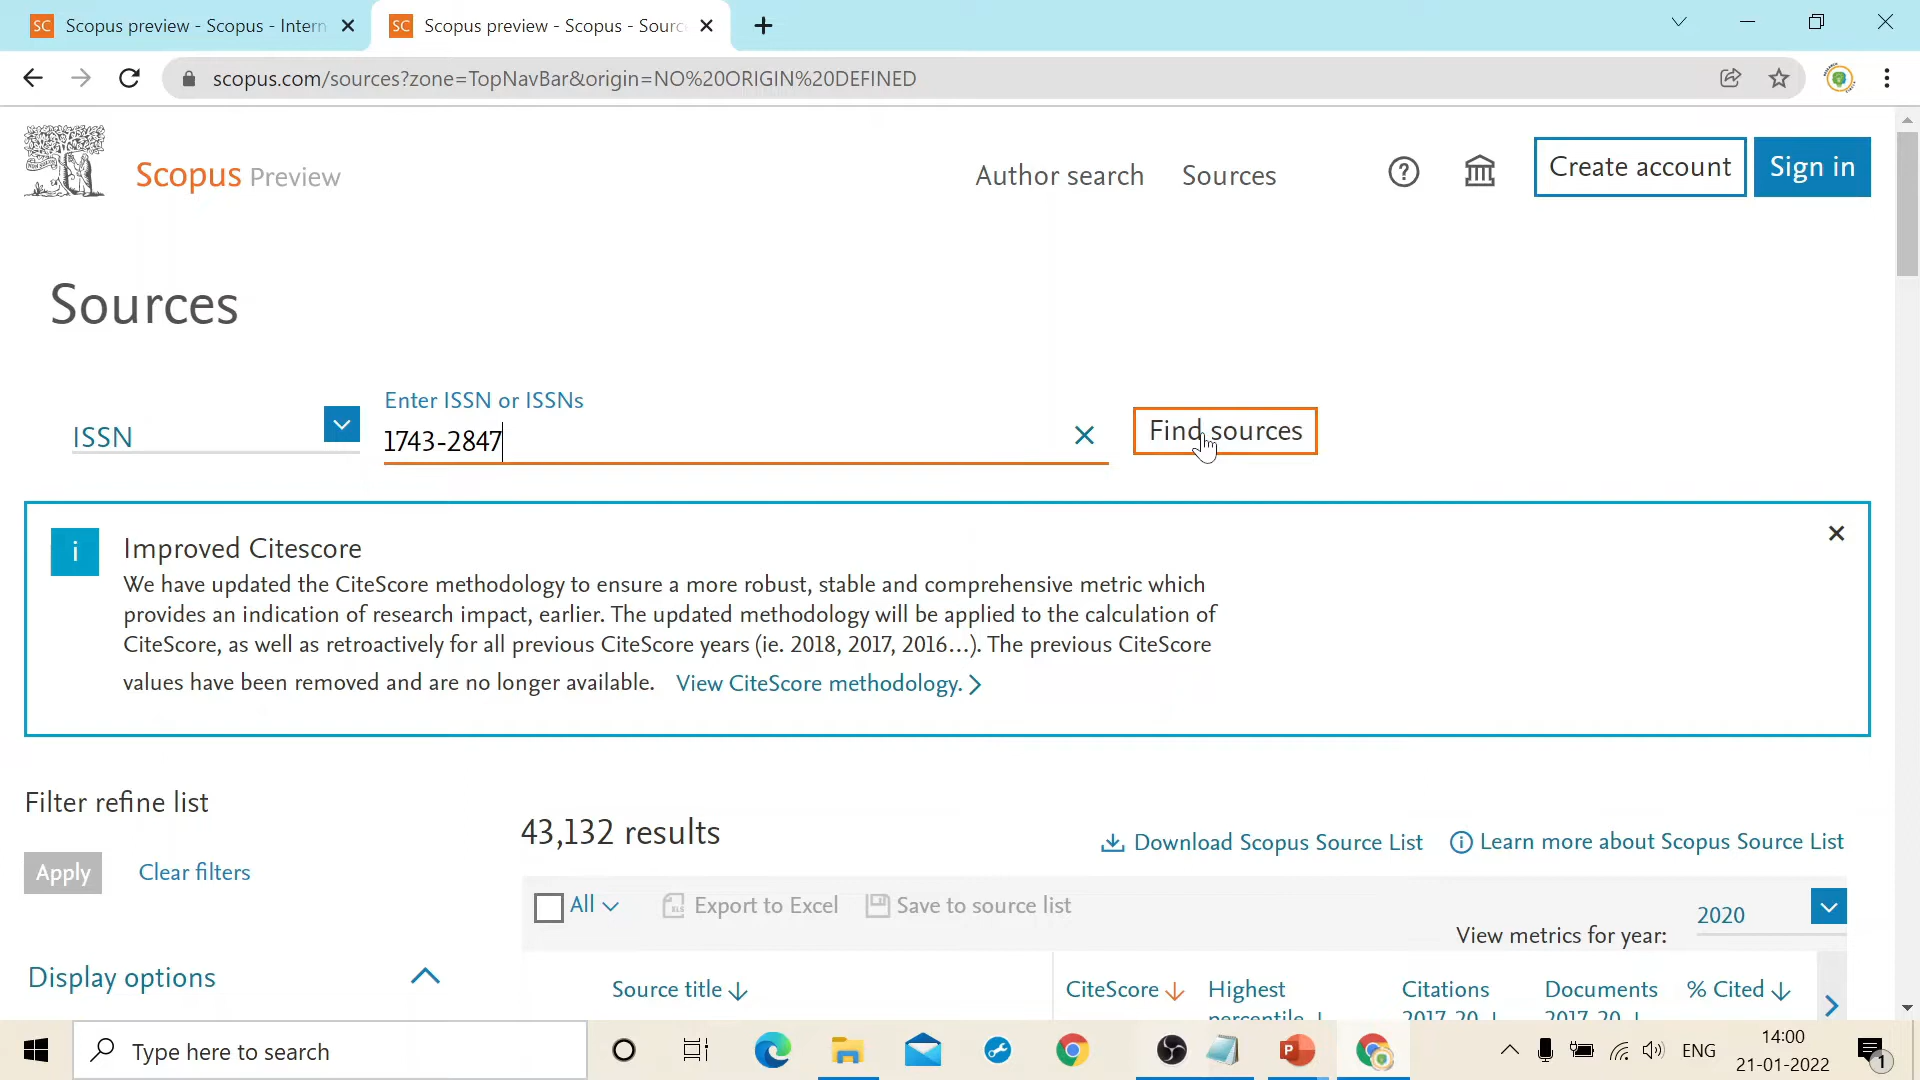 Scopus preview - Scopus - Intern
Scopus preview - Scopus - Sourc
scopus.com/sources?zone=TopNavBar&origin=NO%20ORIGIN%20DEFINED
Scopus Preview
Author search
Sources
Create account
Sign in
Sources
ISSN
Enter ISSN or ISSNs
1743-2847
Find sources
Improved Citescore
We have updated the CiteScore methodology to ensure a more robust, stable and comprehensive metric which
provides an indication of research impact, earlier. The updated methodology will be applied to the calculation of
CiteScore, as well as retroactively for all previous CiteScore years (ie. 2018, 2017, 2016...). The previous CiteScore
values have been removed and are no longer available. View CiteScore methodology.
Filter refine list
Apply
Clear filters
Display options
43,132 results
Download Scopus Source List
Learn more about Scopus Source List
All
Export to Excel
Save to source list
View metrics for year:
2020
Source title
CiteScore
Highest
percentile
Citations
2017-20
Documents
2017-20
% Cited
Type here to search
ENG
14:00
21-01-2022
1